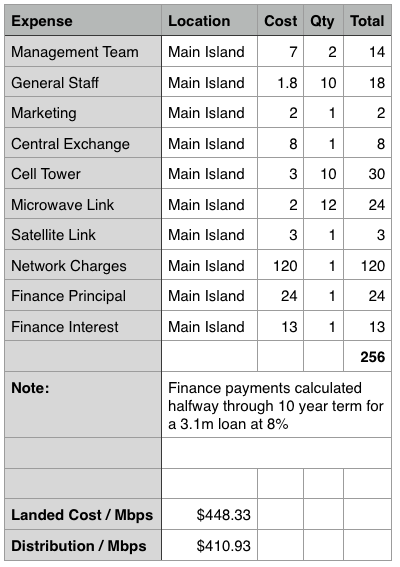 Expense Location Cost Qty Total
Management Team Main Island 7 2 14
General Staff Main Island 1.8 10 18
Marketing Main Island 2 1 2
Central Exchange Main Island 8 1 8
Cell Tower Main Island 3 10 30
Microwave Link Main Island 2 12 24
Satellite Link Main Island 3 1 3
Network Charges Main Island 120 1 120
Finance Principal Main Island 24 1 24
Finance Interest Main Island 13 1 13
256
Note: Finance payments calculated
halfway through 10 year term for
a 3.1m loan at 8%
Landed Cost / Mbps $448.33
Distribution / Mbps $410.93